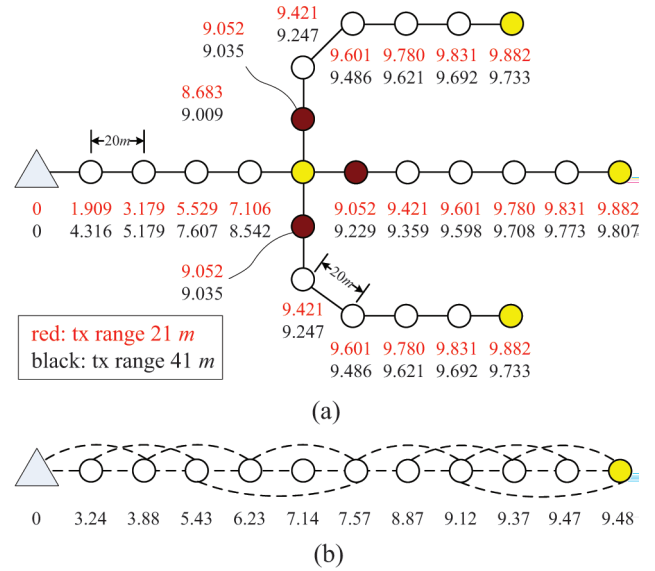 9.421
9.247
9.052
9.035
9.601 9.780 9.831 9.882
9.486 9.621 9.692 9.733
8.683
9.009
20m
0 1.909 3.179 5.529 7.106 9.052 9.421 9.601 9.780 9.831 9.882
0 4.316 5.179 7.607 8.542 9.229 9.359 9.598 9.708 9.773 9.807
9.052
9.035
20m
9.421
9.247
9.601 9.780 9.831 9.882
9.486 9.621 9.692 9.733
red: tx range 21 m
black: tx range 41 m
(a)
0 3.24 3.88 5.43 6.23 7.14 7.57 8.87 9.12 9.37 9.47 9.48
(b)